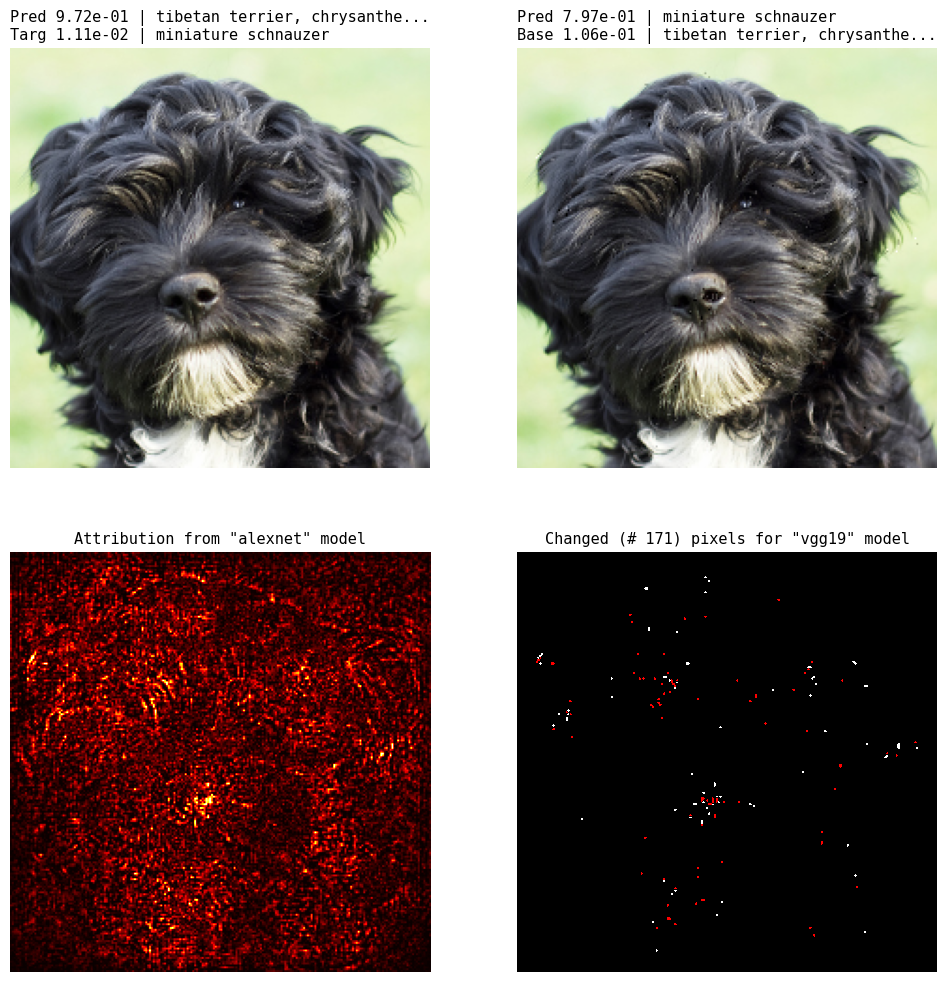 Pred 9.72e-01 | tibetan terrier, chrysanthe...
Targ 1.11e-02 | miniature schnauzer
Pred 7.97e-01 | miniature schnauzer
Base 1.06e-01 | tibetan terrier, chrysanthe...
Attribution from "alexnet" model
Changed (# 171) pixels for "vgg19" model